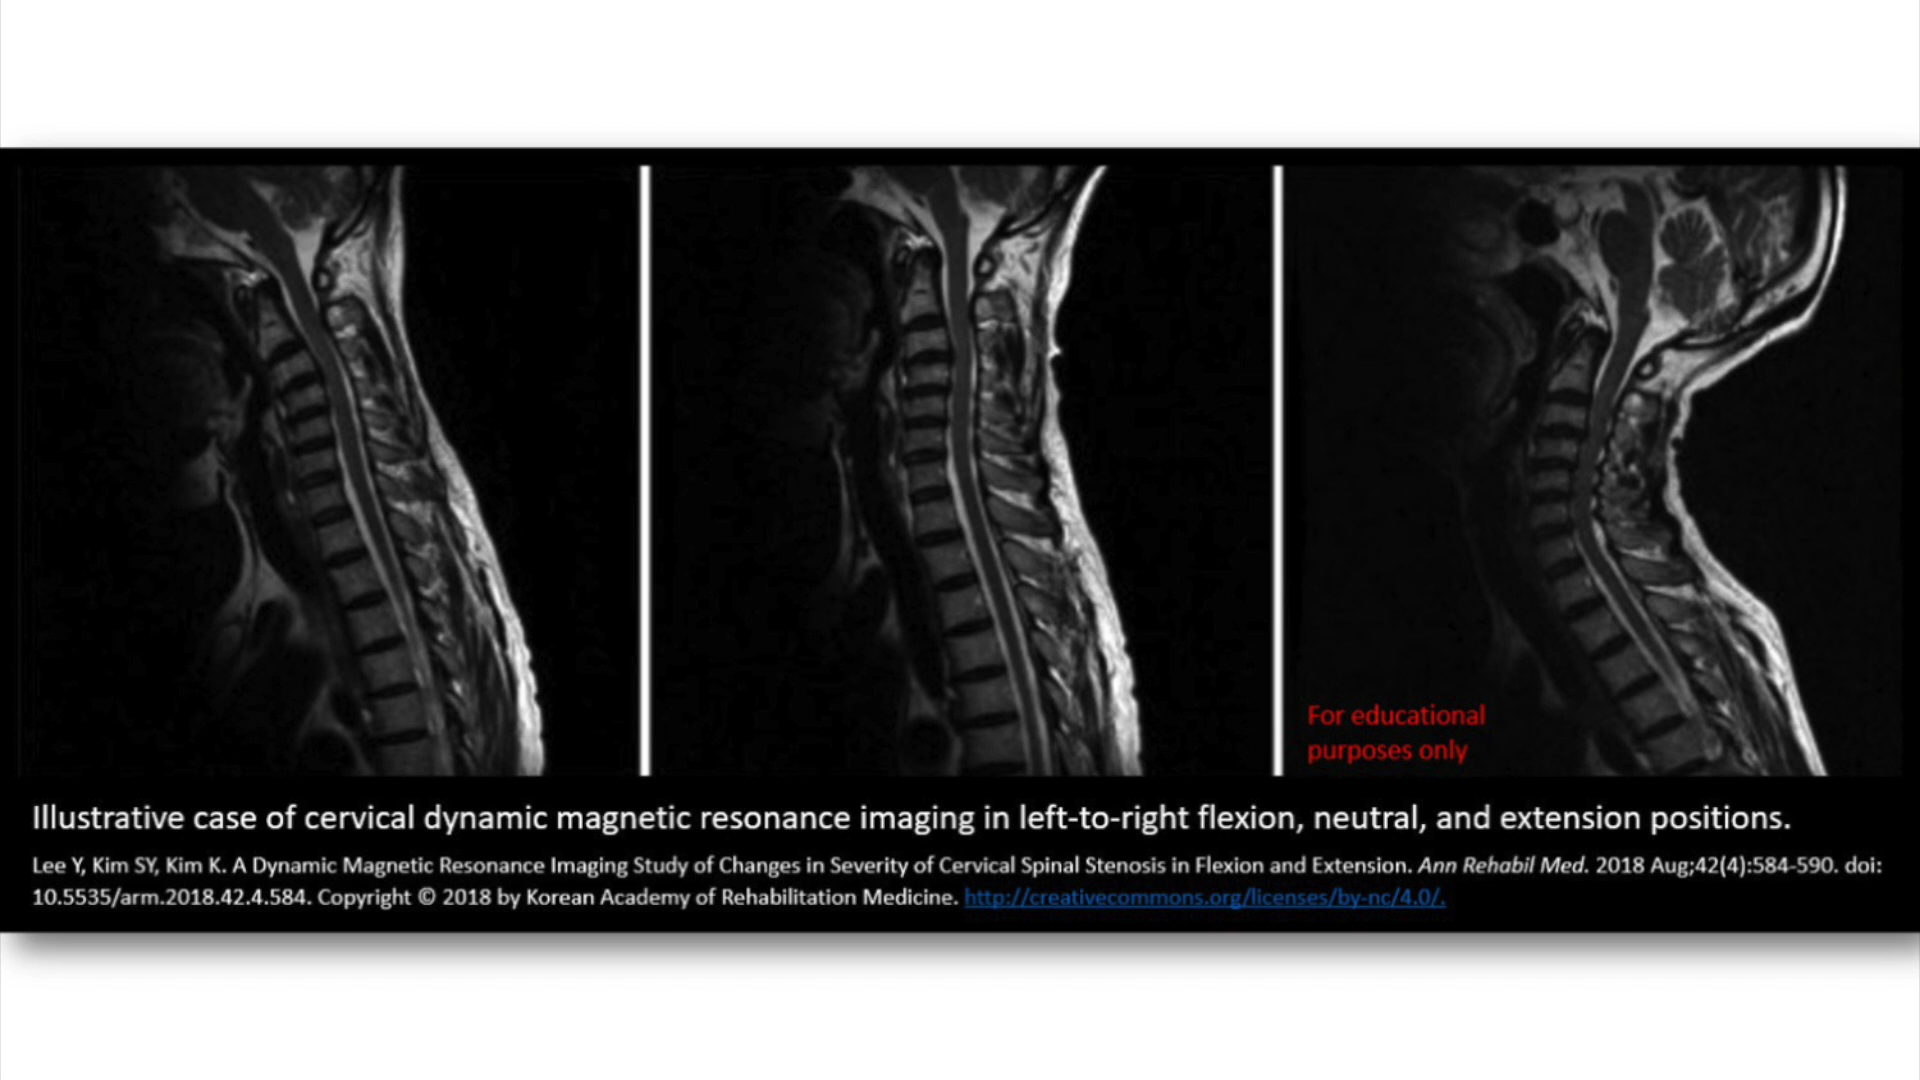 For educational
purposes only
Illustrative case of cervical dynamic magnetic resonance imaging in left-to-right flexion, neutral, and extension positions.
Lee Y, Kim SY, Kim K. A Dynamic Magnetic Resonance Imaging Study of Changes in Severity of Cervical Spinal Stenosis in Flexion and Extension. Ann Rehabil Med. 2018 Aug;42(4):584-590. doi:
10.5535/arm.2018.42.4.584. Copyright © 2018 by Korean Academy of Rehabilitation Medicine. http://creativecommons.org/licenses/by-nc/4.0/.